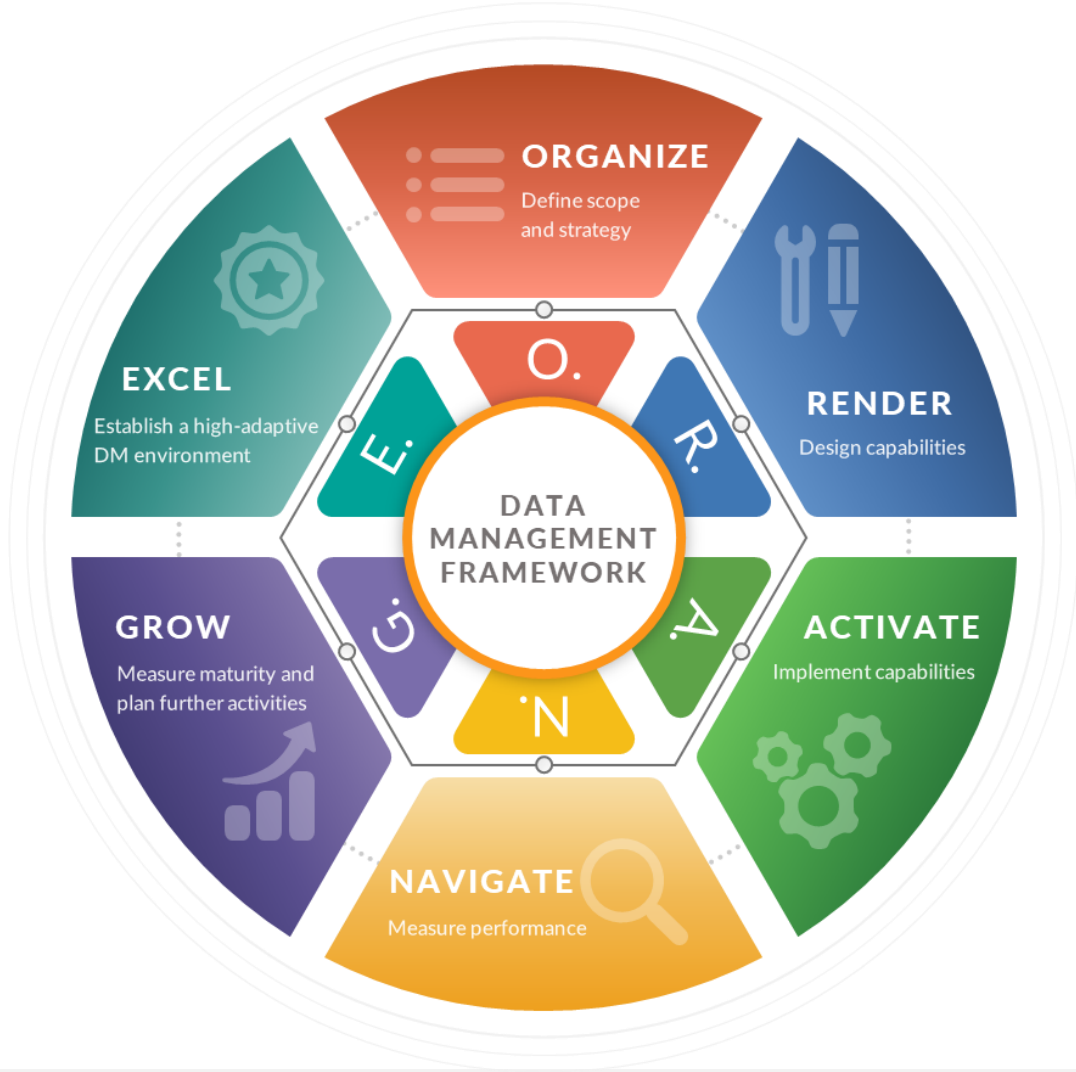 ORGANIZE
Define scope
and strategy
RENDER
Design capabilities
ACTIVATE
Implement capabilities
NAVIGATE
Measure performance
GROW
Measure maturity and
plan further activities
EXCEL
Establish a high-adaptive
DM environment
O.
R.
A.
N.
G.
E.
DATA
MANAGEMENT
FRAMEWORK